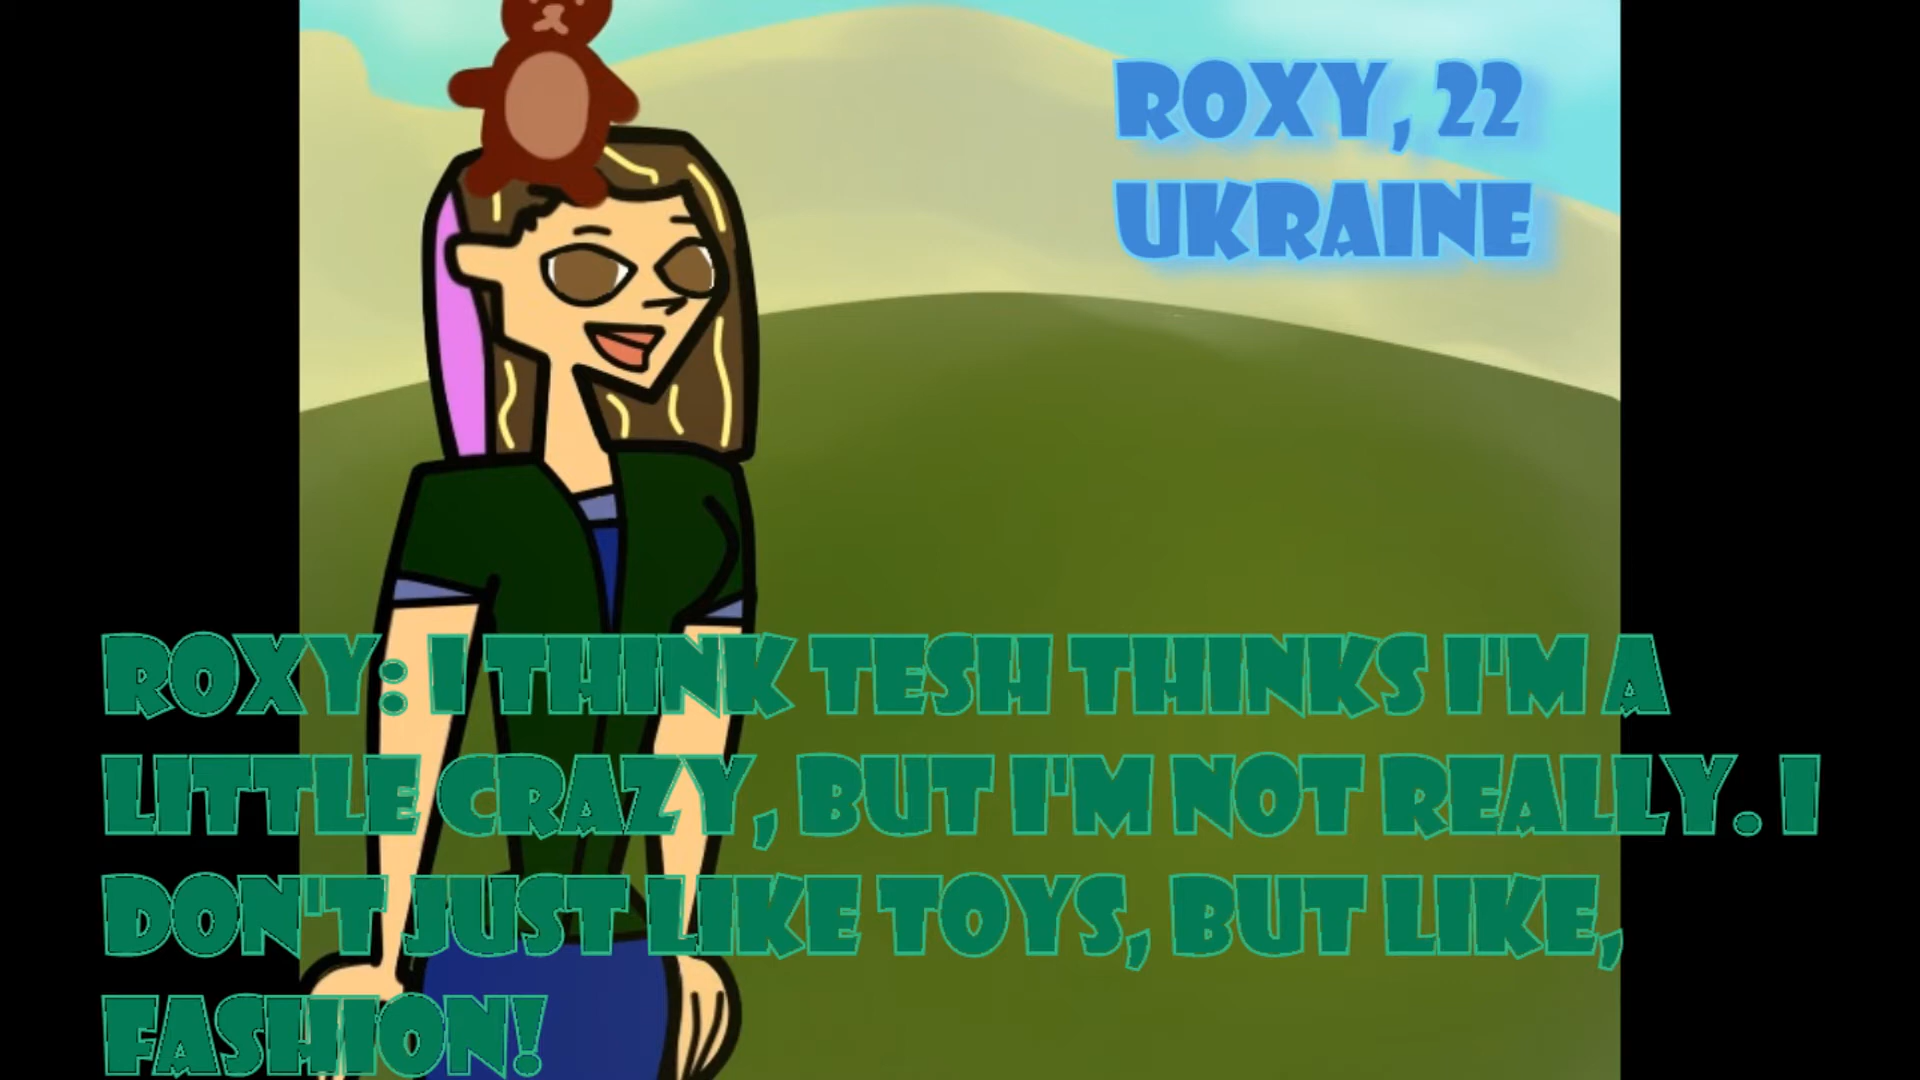 ROXY, 22
UKRAINE
ROXY: I THINK TESH THINKS I'M A
LITTLE CRAZY, BUT I'M NOT REALLY. I
DON'T JUST LIKE TOYS, BUT LIKE,
FASHION!